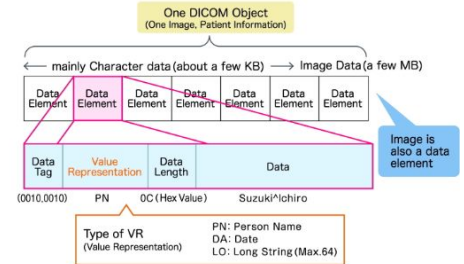 One DICOM Object
(One Image, Patient Information)
mainly Character data (about a few KB)
Image Data (a few MB)
Data Element
Data Element
Data Element
Data Element
Data Element
Data Element
Data Element
Image is
also a data
element
Data Tag
Value Representation
Data Length
Data
(0010,0010)
PN
0C (Hex Value)
Suzuki^Ichiro
Type of VR
(Value Representation)
PN: Person Name
DA: Date
LO: Long String (Max.64)